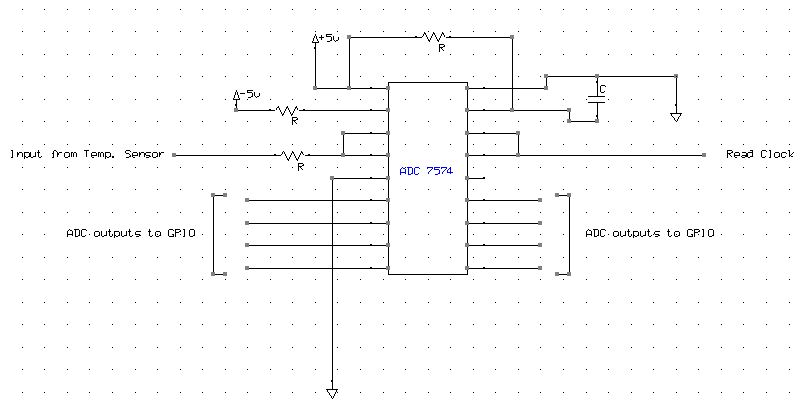 +5v
R
-5v
C
R
Input from Temp. Sensor
R
Read Clock
ADC 7574
ADC outputs to GPIO
ADC outputs to GPIO